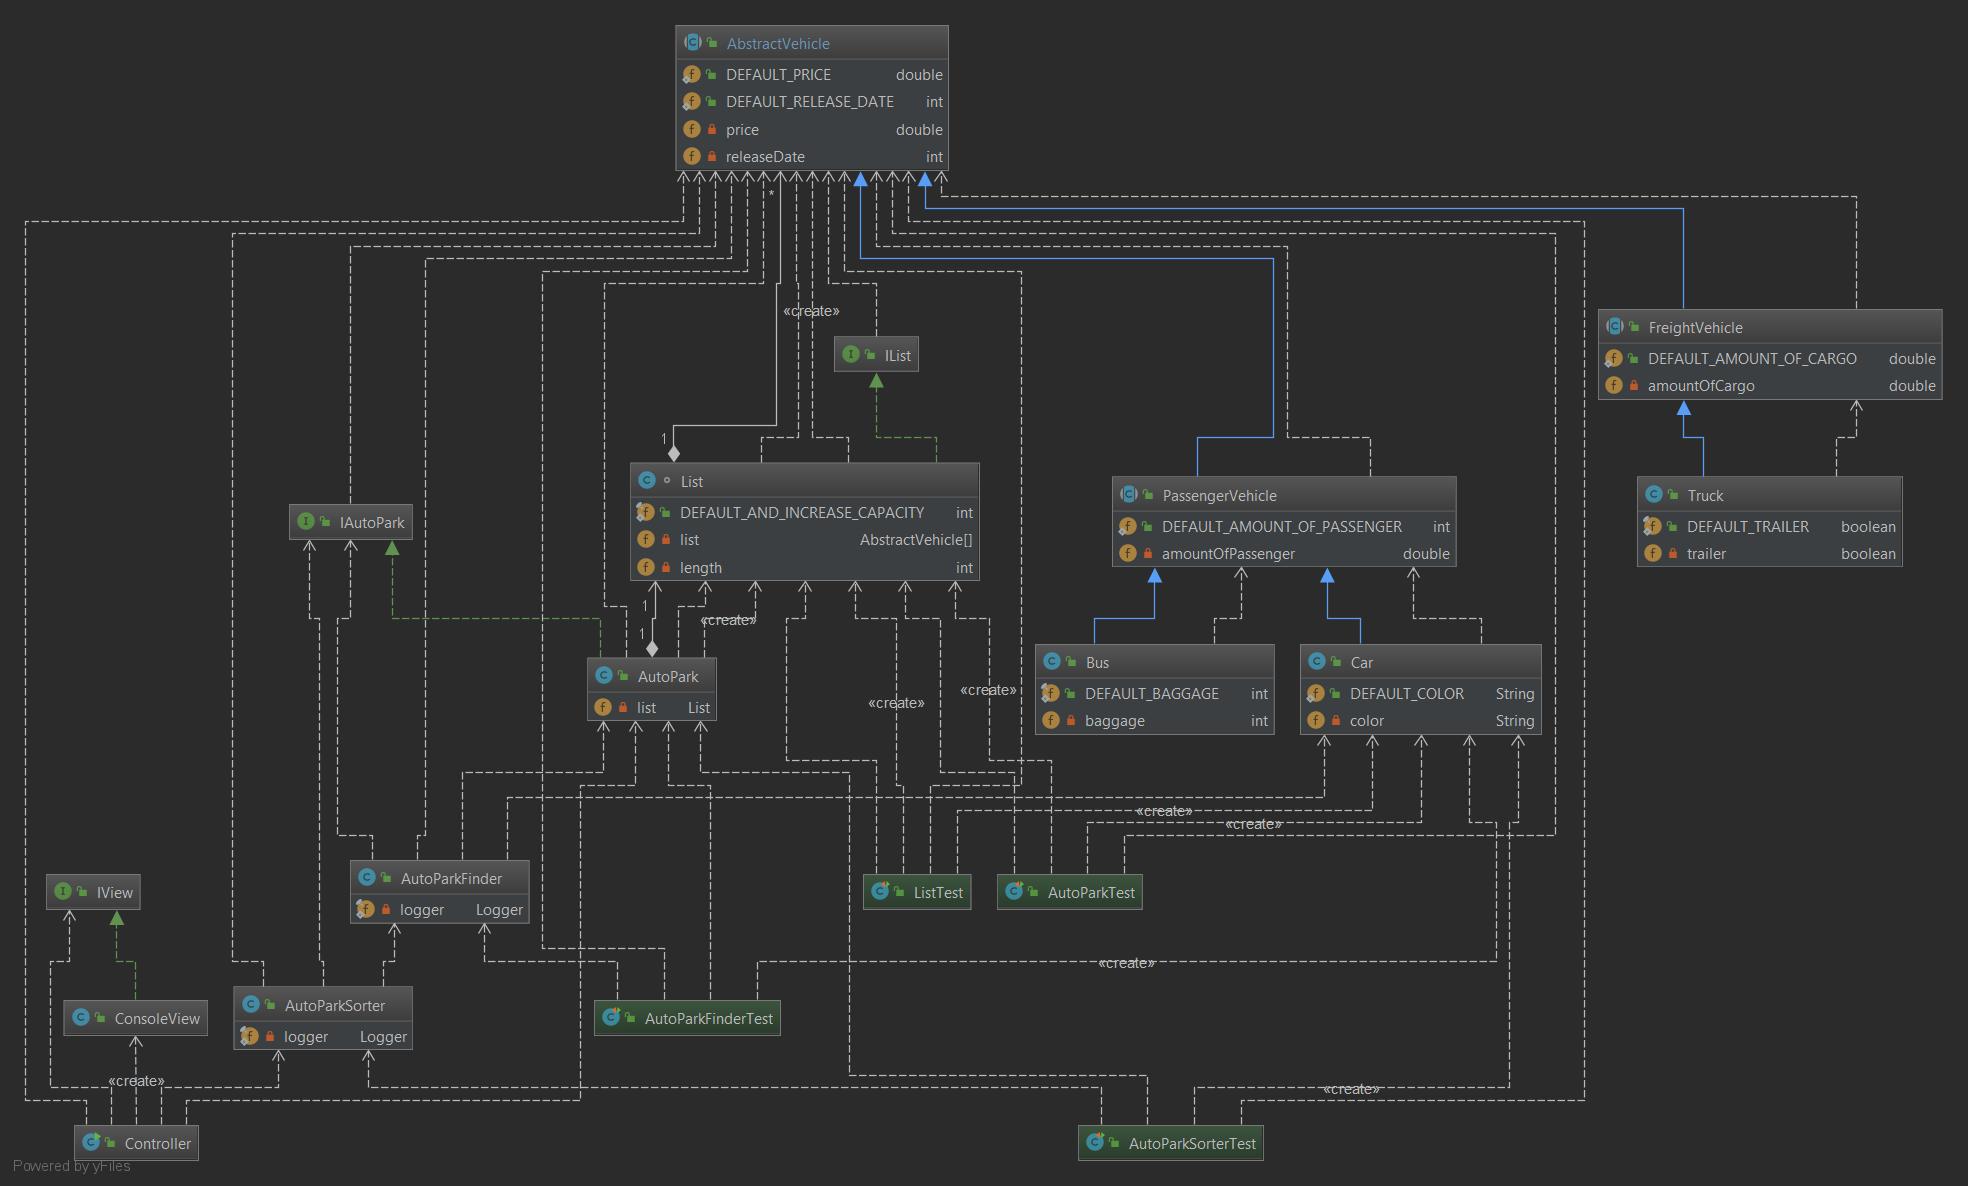 AbstractVehicle
DEFAULT_PRICE double
DEFAULT_RELEASE_DATE int
price double
releaseDate int
*
«create»
IList
FreightVehicle
DEFAULT_AMOUNT_OF_CARGO double
amountOfCargo double
1
List
DEFAULT_AND_INCREASE_CAPACITY int
list AbstractVehicle[]
length int
PassengerVehicle
DEFAULT_AMOUNT_OF_PASSENGER int
amountOfPassenger double
Truck
DEFAULT_TRAILER boolean
trailer boolean
IAutoPark
1
«create»
1
AutoPark
list List
«create»
«create»
Bus
DEFAULT_BAGGAGE int
baggage int
Car
DEFAULT_COLOR String
color String
«create»
«create»
AutoParkFinder
logger Logger
IView
ListTest
AutoParkTest
«create»
AutoParkSorter
logger Logger
ConsoleView
AutoParkFinderTest
«create»
«create»
Controller
AutoParkSorterTest
Powered by yFiles